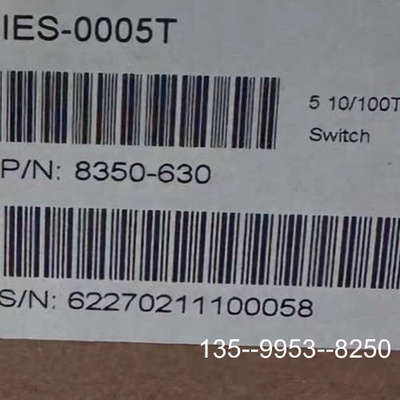 IES-0005T
5 10/100T
Switch
P/N: 8350-630
S/N: 62270211100058
135--9953--8250